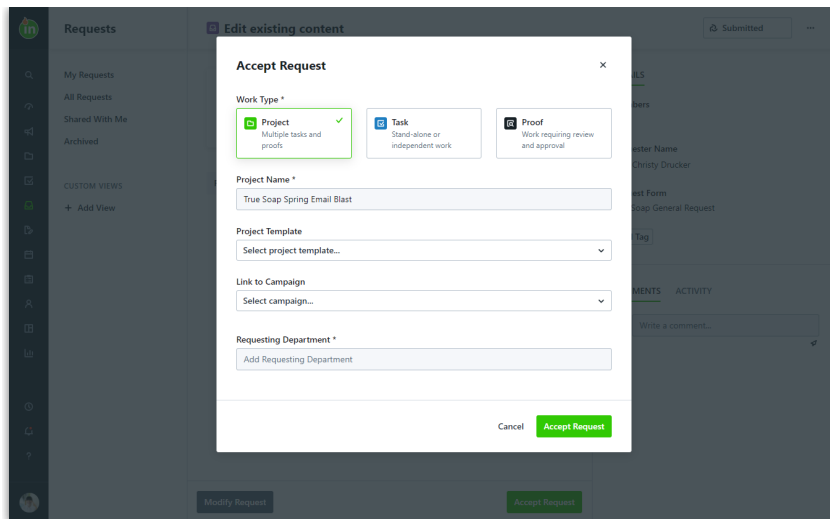 in
Requests
Edit existing content
Submitted
My Requests
All Requests
Shared With Me
Archived
CUSTOM VIEWS
+ Add View
Accept Request
Work Type *
Project
Multiple tasks and
proofs
Task
Stand-alone or
independent work
Proof
Work requiring review
and approval
Project Name *
True Soap Spring Email Blast
Project Template
Select project template...
Link to Campaign
Select campaign...
Requesting Department *
Add Requesting Department
Cancel
Accept Request
Christy Drucker
General Request
Tag
ACTIVITY
Write a comment...
Modify Request
Accept Request